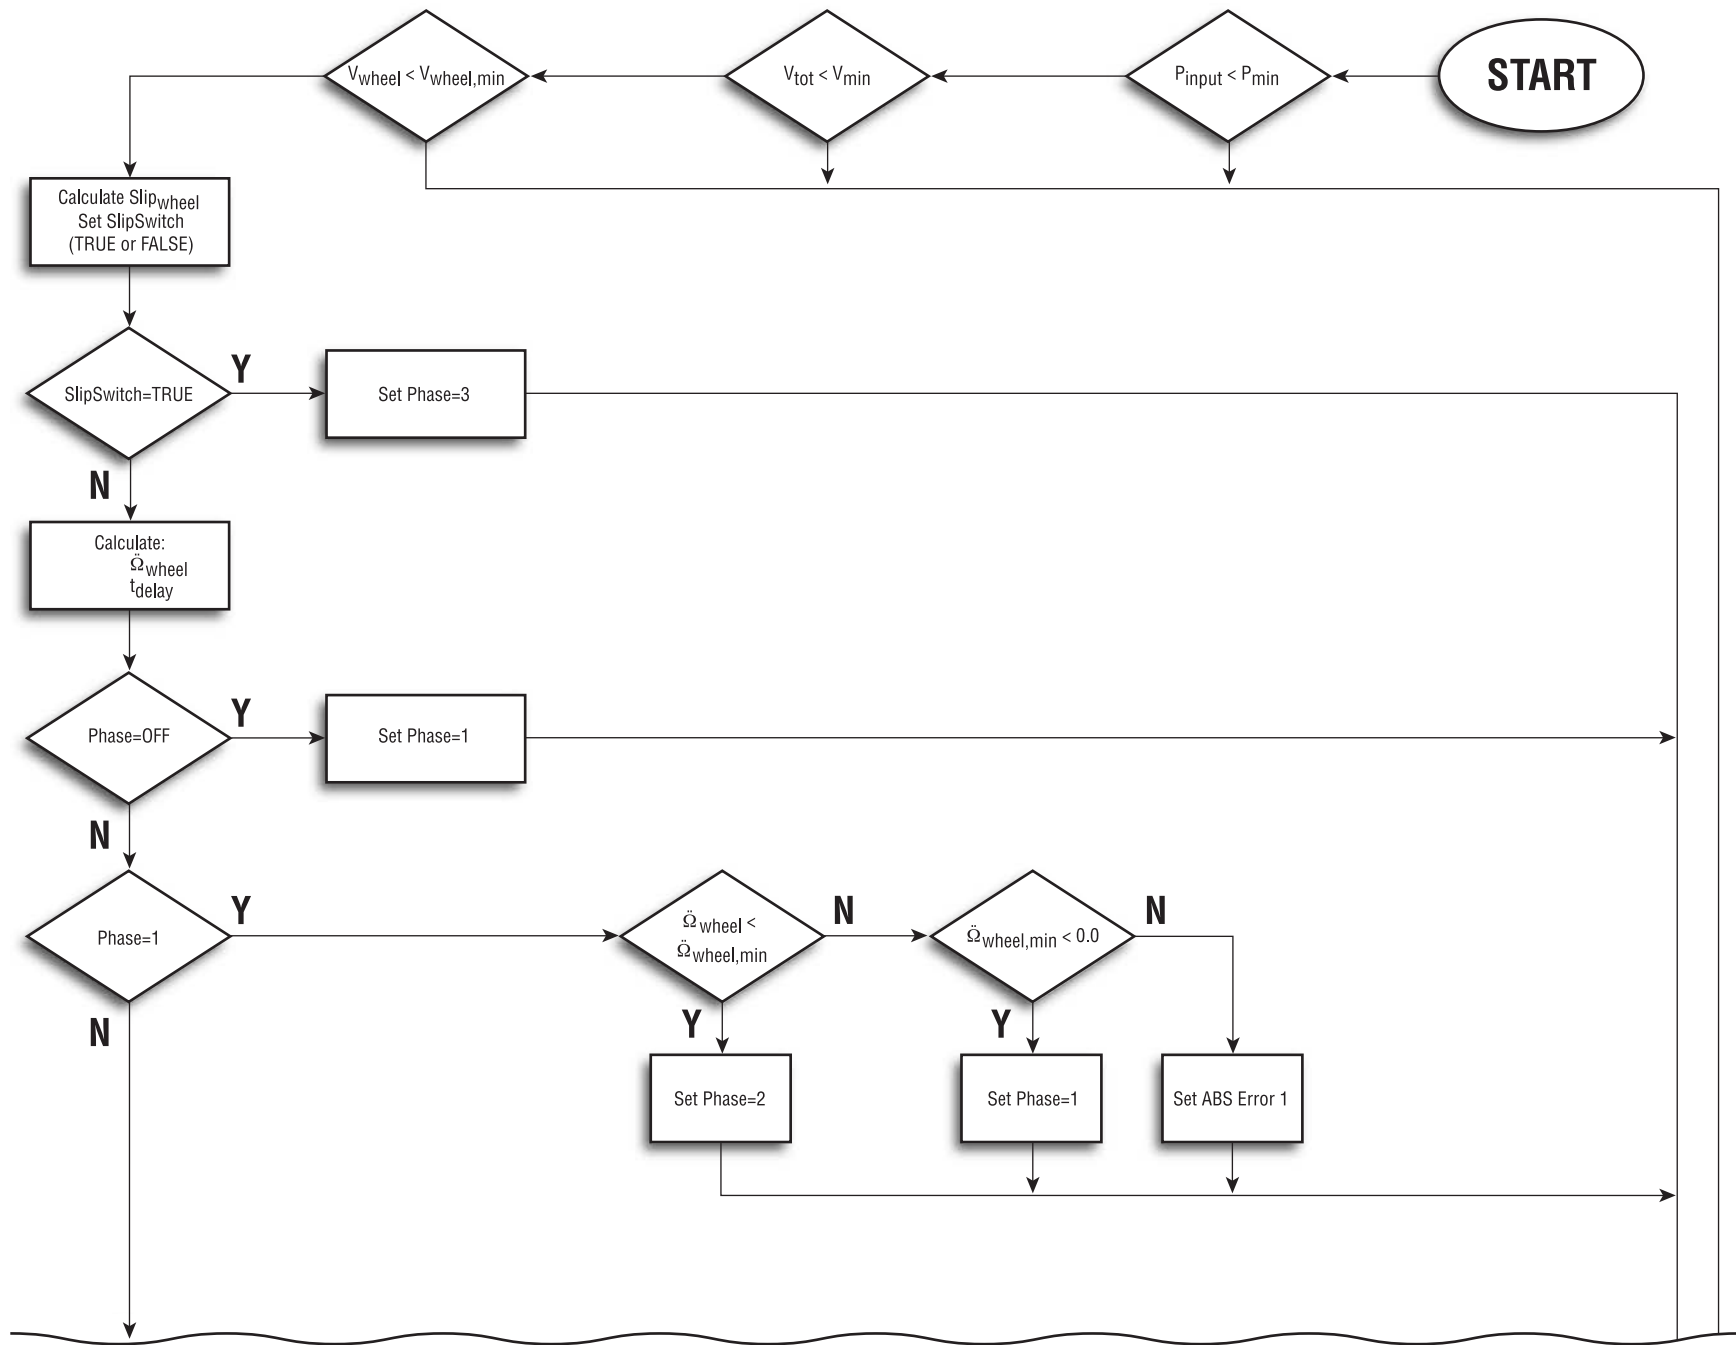 START
Pinput < Pmin
Vtot < Vmin
Vwheel < Vwheel,min
Calculate Slipwheel
Set SlipSwitch
(TRUE or FALSE)
SlipSwitch=TRUE
Y
Set Phase=3
N
Calculate:
Ω̈wheel
tdelay
Phase=OFF
Y
Set Phase=1
N
Phase=1
Y
Ω̈wheel <
Ω̈wheel,min
N
Ω̈wheel,min < 0.0
N
N
Y
Y
Set Phase=2
Set Phase=1
Set ABS Error 1